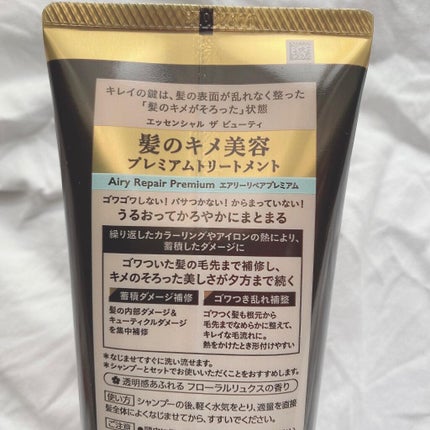 キレイの鍵は、髪の表面が乱れなく整った
「髪のキメがそろった」状態
エッセンシャル ザ ビューティ
髪のキメ美容
プレミアムトリートメント
Airy Repair Premium エアリーリペアプレミアム
ゴワゴワしない！パサつかない！からまっていない！
うるおってかろやかにまとまる
繰り返したカラーリングやアイロンの熱により、
蓄積したダメージに
ゴワついた髪の毛先まで補修し、
キメのそろった美しさが夕方まで続く
蓄積ダメージ補修
髪の内部ダメージ&
キューティクルダメージ
を集中補修
ゴワつき乱れ補整
ゴワつく髪も根元から
毛先までなめらかに整えて、
キレイな毛流れに。
熱をかけたとき形付けやすい
*なじませてすぐに洗い流せます。
*シャンプーとセットでお使いいただくことをおすすめします。
透明感あふれる フローラルリュクスの香り
使い方 シャンプーの後、軽く水気をとり、適量を直接
髪全体によくなじませてから、すすいでください。
ご注意